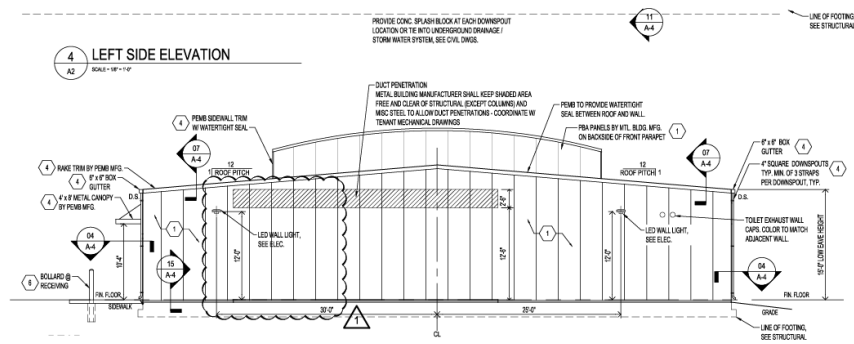 PROVIDE CONC. SPLASH BLOCK AT EACH DOWNSPOUT
LOCATION OR TIE INTO UNDERGROUND DRAINAGE /
STORM WATER SYSTEM, SEE CIVIL DWGS.
11
A-4
LINE OF FOOTING,
SEE STRUCTURAL
4
A2
LEFT SIDE ELEVATION
SCALE = 1/8" = 1'-0"
DUCT PENETRATION
METAL BUILDING MANUFACTURER SHALL KEEP SHADED AREA
FREE AND CLEAR OF STRUCTURAL (EXCEPT COLUMNS) AND
MISC STEEL TO ALLOW DUCT PENETRATIONS - COORDINATE W/
TENANT MECHANICAL DRAWINGS
4
PEMB SIDEWALL TRIM
W/ WATERTIGHT SEAL
PEMB TO PROVIDE WATERTIGHT
SEAL BETWEEN ROOF AND WALL.
PBA PANELS BY MTL. BLDG. MFG.
ON BACKSIDE OF FRONT PARAPET
1
07
A-4
07
A-4
6" x 6" BOX
GUTTER
4
4" SQUARE DOWNSPOUTS
TYP. MIN. OF 3 STRAPS
PER DOWNSPOUT, TYP.
4
4
RAKE TRIM BY PEMB MFG.
4
6" x 6" BOX
GUTTER
4
4' x 8' METAL CANOPY
BY PEMB MFG.
12
1
ROOF PITCH
12
ROOF PITCH
1
D.S.
D.S.
1
LED WALL LIGHT,
SEE ELEC.
1
LED WALL LIGHT,
SEE ELEC.
TOILET EXHAUST WALL
CAPS. COLOR TO MATCH
ADJACENT WALL.
04
A-4
15
A-4
04
A-4
10'-4"
12'-0"
12'-0"
15'-0" LOW EAVE HEIGHT
6
BOLLARD @
RECEIVING
FIN. FLOOR
SIDEWALK
FIN. FLOOR
GRADE
30'-0"
25'-0"
1
CL
LINE OF FOOTING,
SEE STRUCTURAL